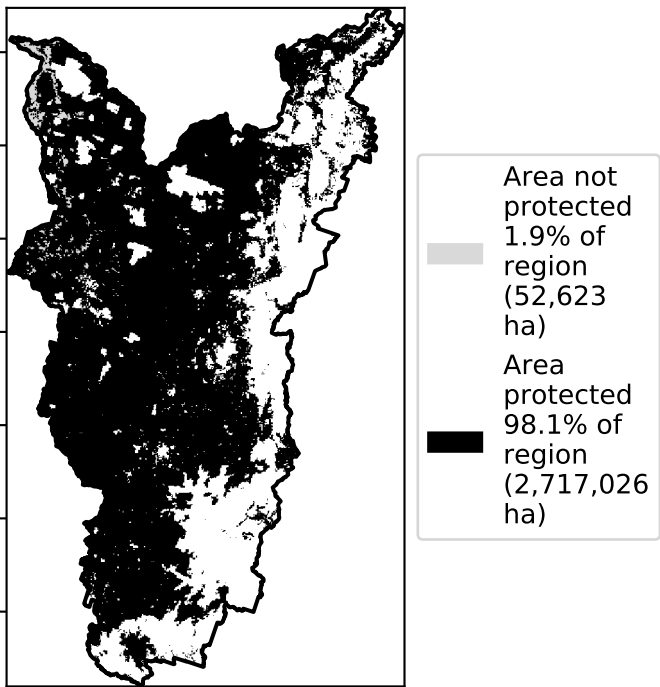 Area not
protected
1.9% of
region
(52,623
ha)
Area
protected
98.1% of
region
(2,717,026
ha)